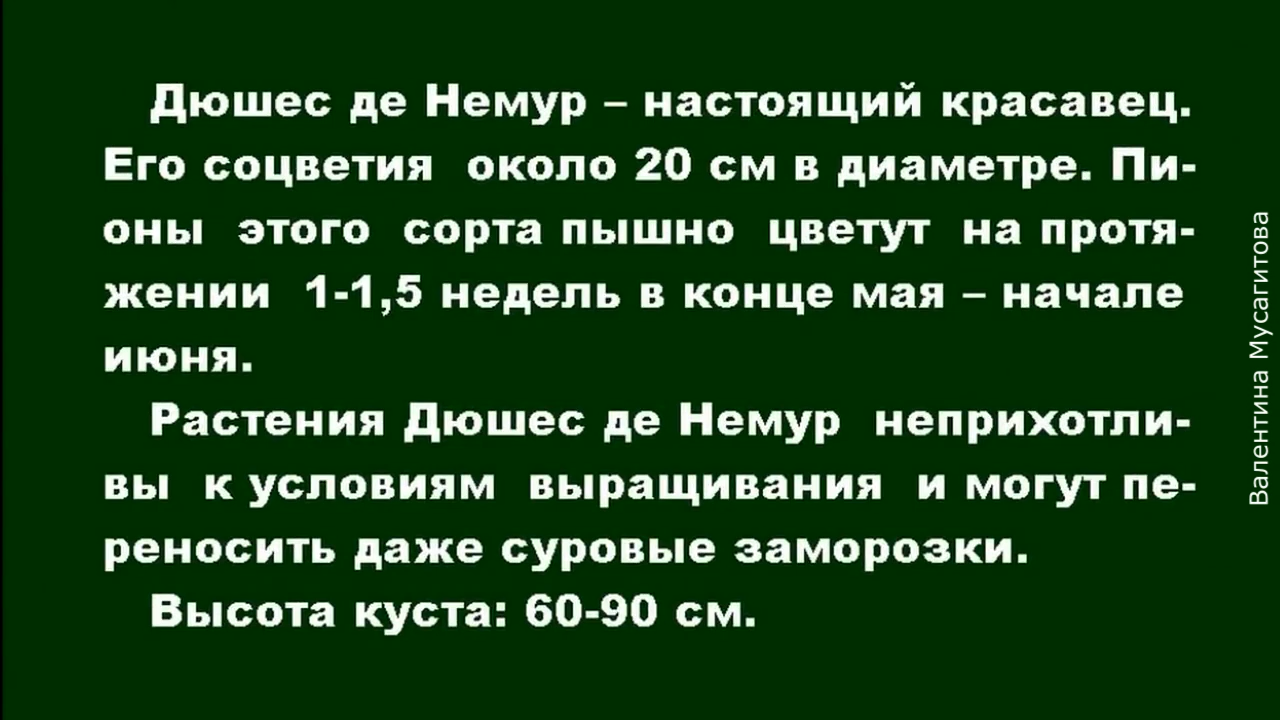 Дюшес де Немур – настоящий красавец.
Его соцветия около 20 см в диаметре. Пи-
оны этого сорта пышно цветут на протя-
жении 1-1,5 недель в конце мая – начале
июня.
Растения Дюшес де Немур неприхотли-
вы к условиям выращивания и могут пе-
реносить даже суровые заморозки.
Высота куста: 60-90 см.
Валентина Мусагитова